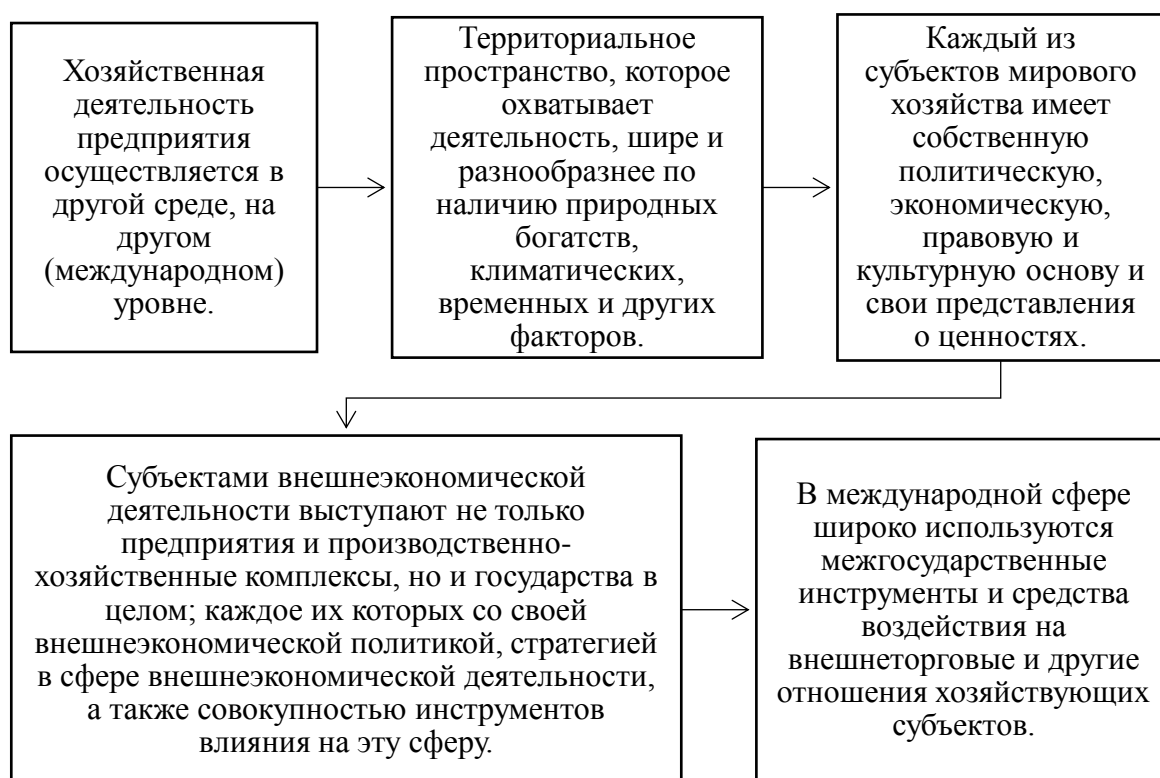 Хозяйственная
деятельность
предприятия
осуществляется в
другой среде, на
другом
(международном)
уровне.
Территориальное
пространство, которое
охватывает
деятельность, шире и
разнообразнее по
наличию природных
богатств,
климатических,
временных и других
факторов.
Каждый из
субъектов мирового
хозяйства имеет
собственную
политическую,
экономическую,
правовую и
культурную основу и
свои представления
о ценностях.
Субъектами внешнеэкономической
деятельности выступают не только
предприятия и производственно-
хозяйственные комплексы, но и государства в
целом; каждое их которых со своей
внешнеэкономической политикой, стратегией
в сфере внешнеэкономической деятельности,
а также совокупностью инструментов
влияния на эту сферу.
В международной сфере
широко используются
межгосударственные
инструменты и средства
воздействия на
внешнеторговые и другие
отношения хозяйствующих
субъектов.